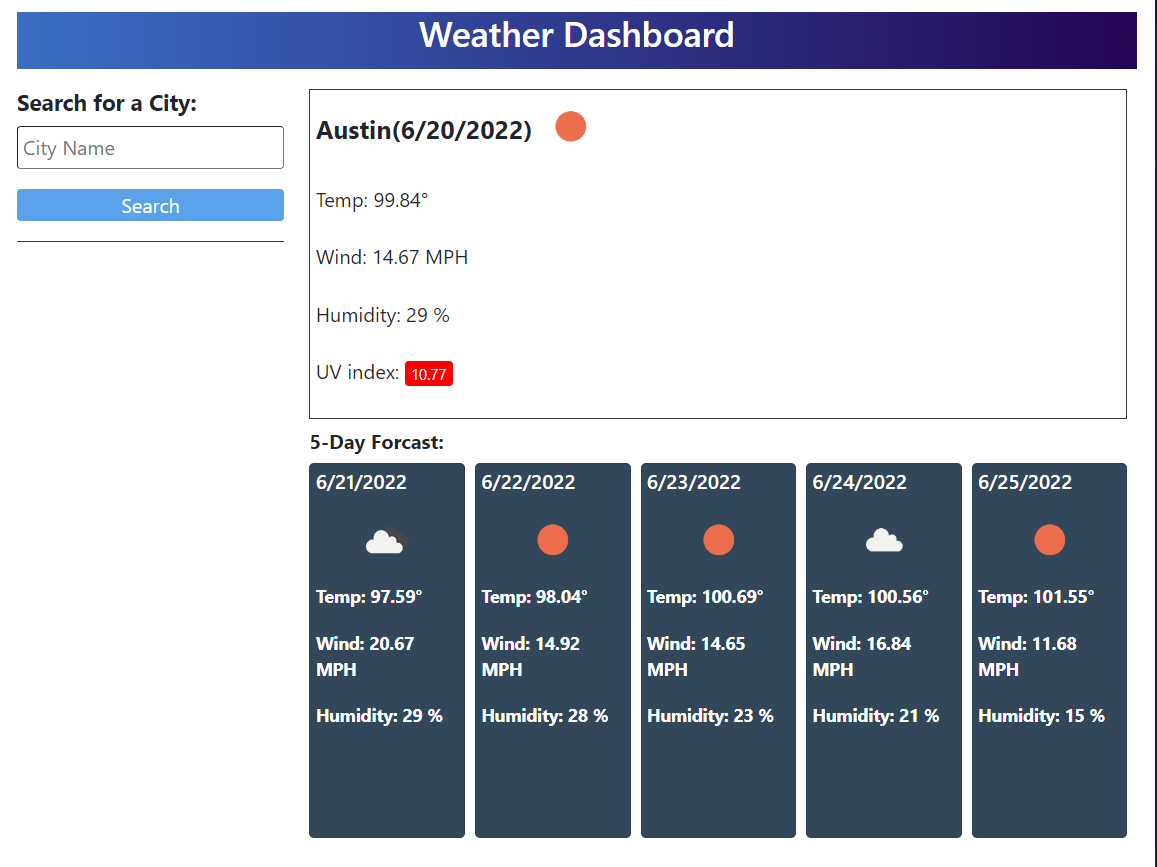 Weather Dashboard
Search for a City:
City Name
Search
Austin(6/20/2022)
Temp: 99.84°
Wind: 14.67 MPH
Humidity: 29 %
UV index: 10.77
5-Day Forcast:
6/21/2022
Temp: 97.59°
Wind: 20.67
MPH
Humidity: 29 %
6/22/2022
Temp: 98.04°
Wind: 14.92
MPH
Humidity: 28 %
6/23/2022
Temp: 100.69°
Wind: 14.65
MPH
Humidity: 23 %
6/24/2022
Temp: 100.56°
Wind: 16.84
MPH
Humidity: 21 %
6/25/2022
Temp: 101.55°
Wind: 11.68
MPH
Humidity: 15 %